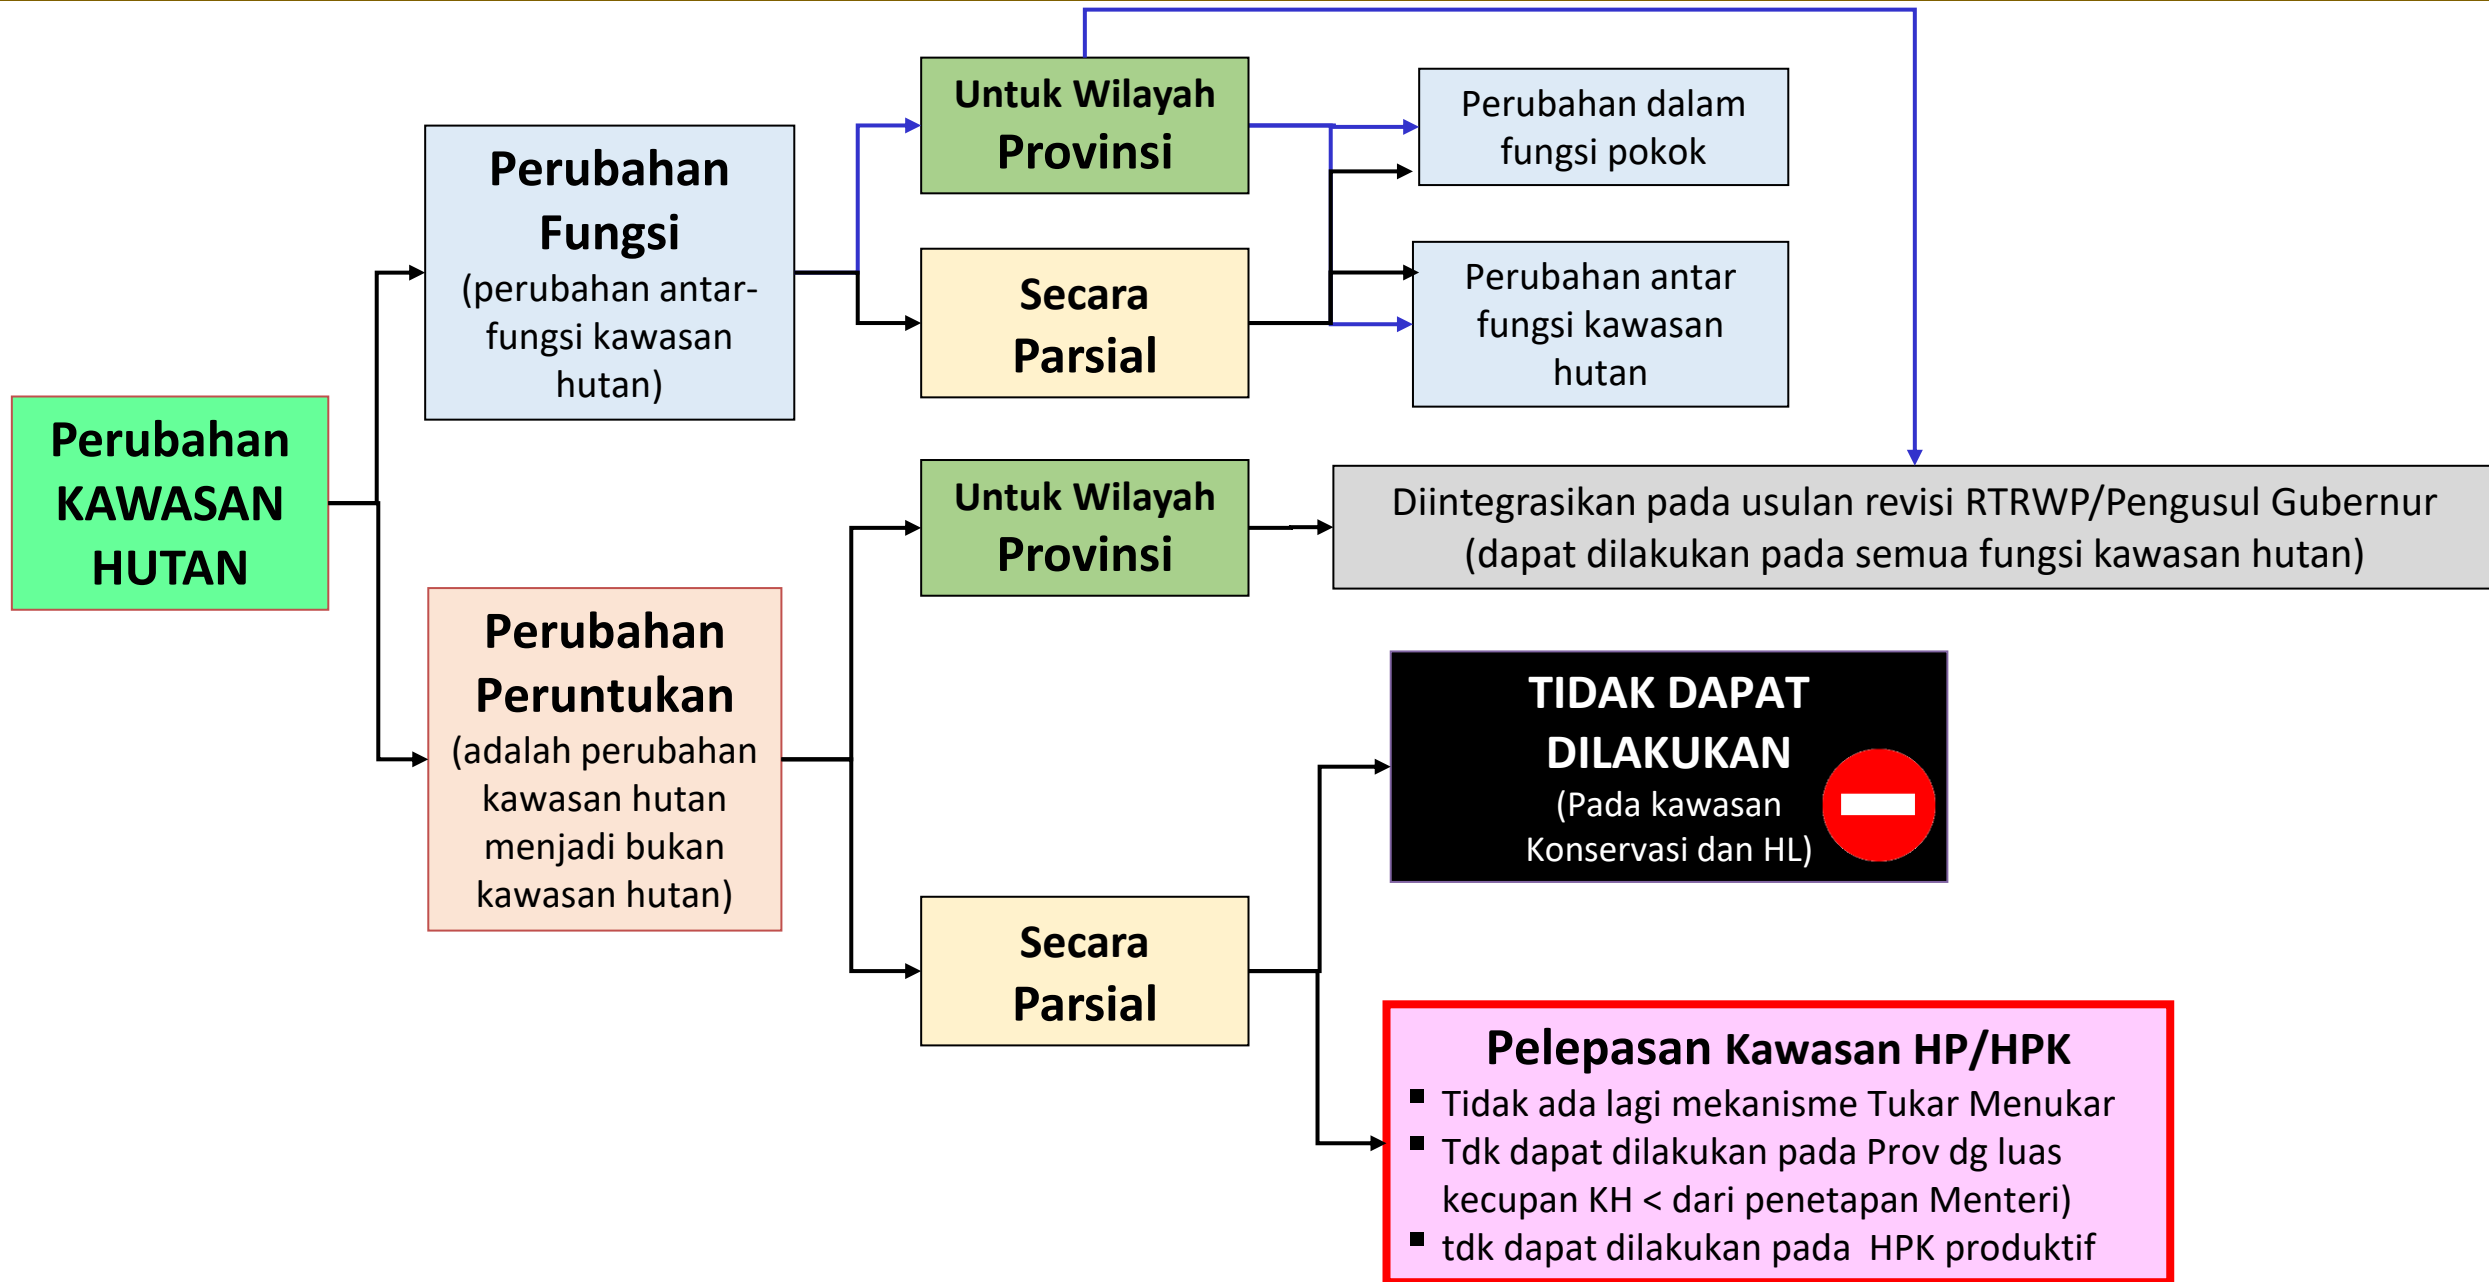 Perubahan
KAWASAN
HUTAN
Perubahan
Fungsi
(perubahan antar-
fungsi kawasan
hutan)
Untuk Wilayah
Provinsi
Secara
Parsial
Perubahan dalam
fungsi pokok
Perubahan antar
fungsi kawasan
hutan
Perubahan
Peruntukan
(adalah perubahan
kawasan hutan
menjadi bukan
kawasan hutan)
Untuk Wilayah
Provinsi
Diintegrasikan pada usulan revisi RTRWP/Pengusul Gubernur
(dapat dilakukan pada semua fungsi kawasan hutan)
Secara
Parsial
TIDAK DAPAT
DILAKUKAN
(Pada kawasan
Konservasi dan HL)
Pelepasan Kawasan HP/HPK
▪ Tidak ada lagi mekanisme Tukar Menukar
▪ Tdk dapat dilakukan pada Prov dg luas
kecupan KH < dari penetapan Menteri)
▪ tdk dapat dilakukan pada HPK produktif